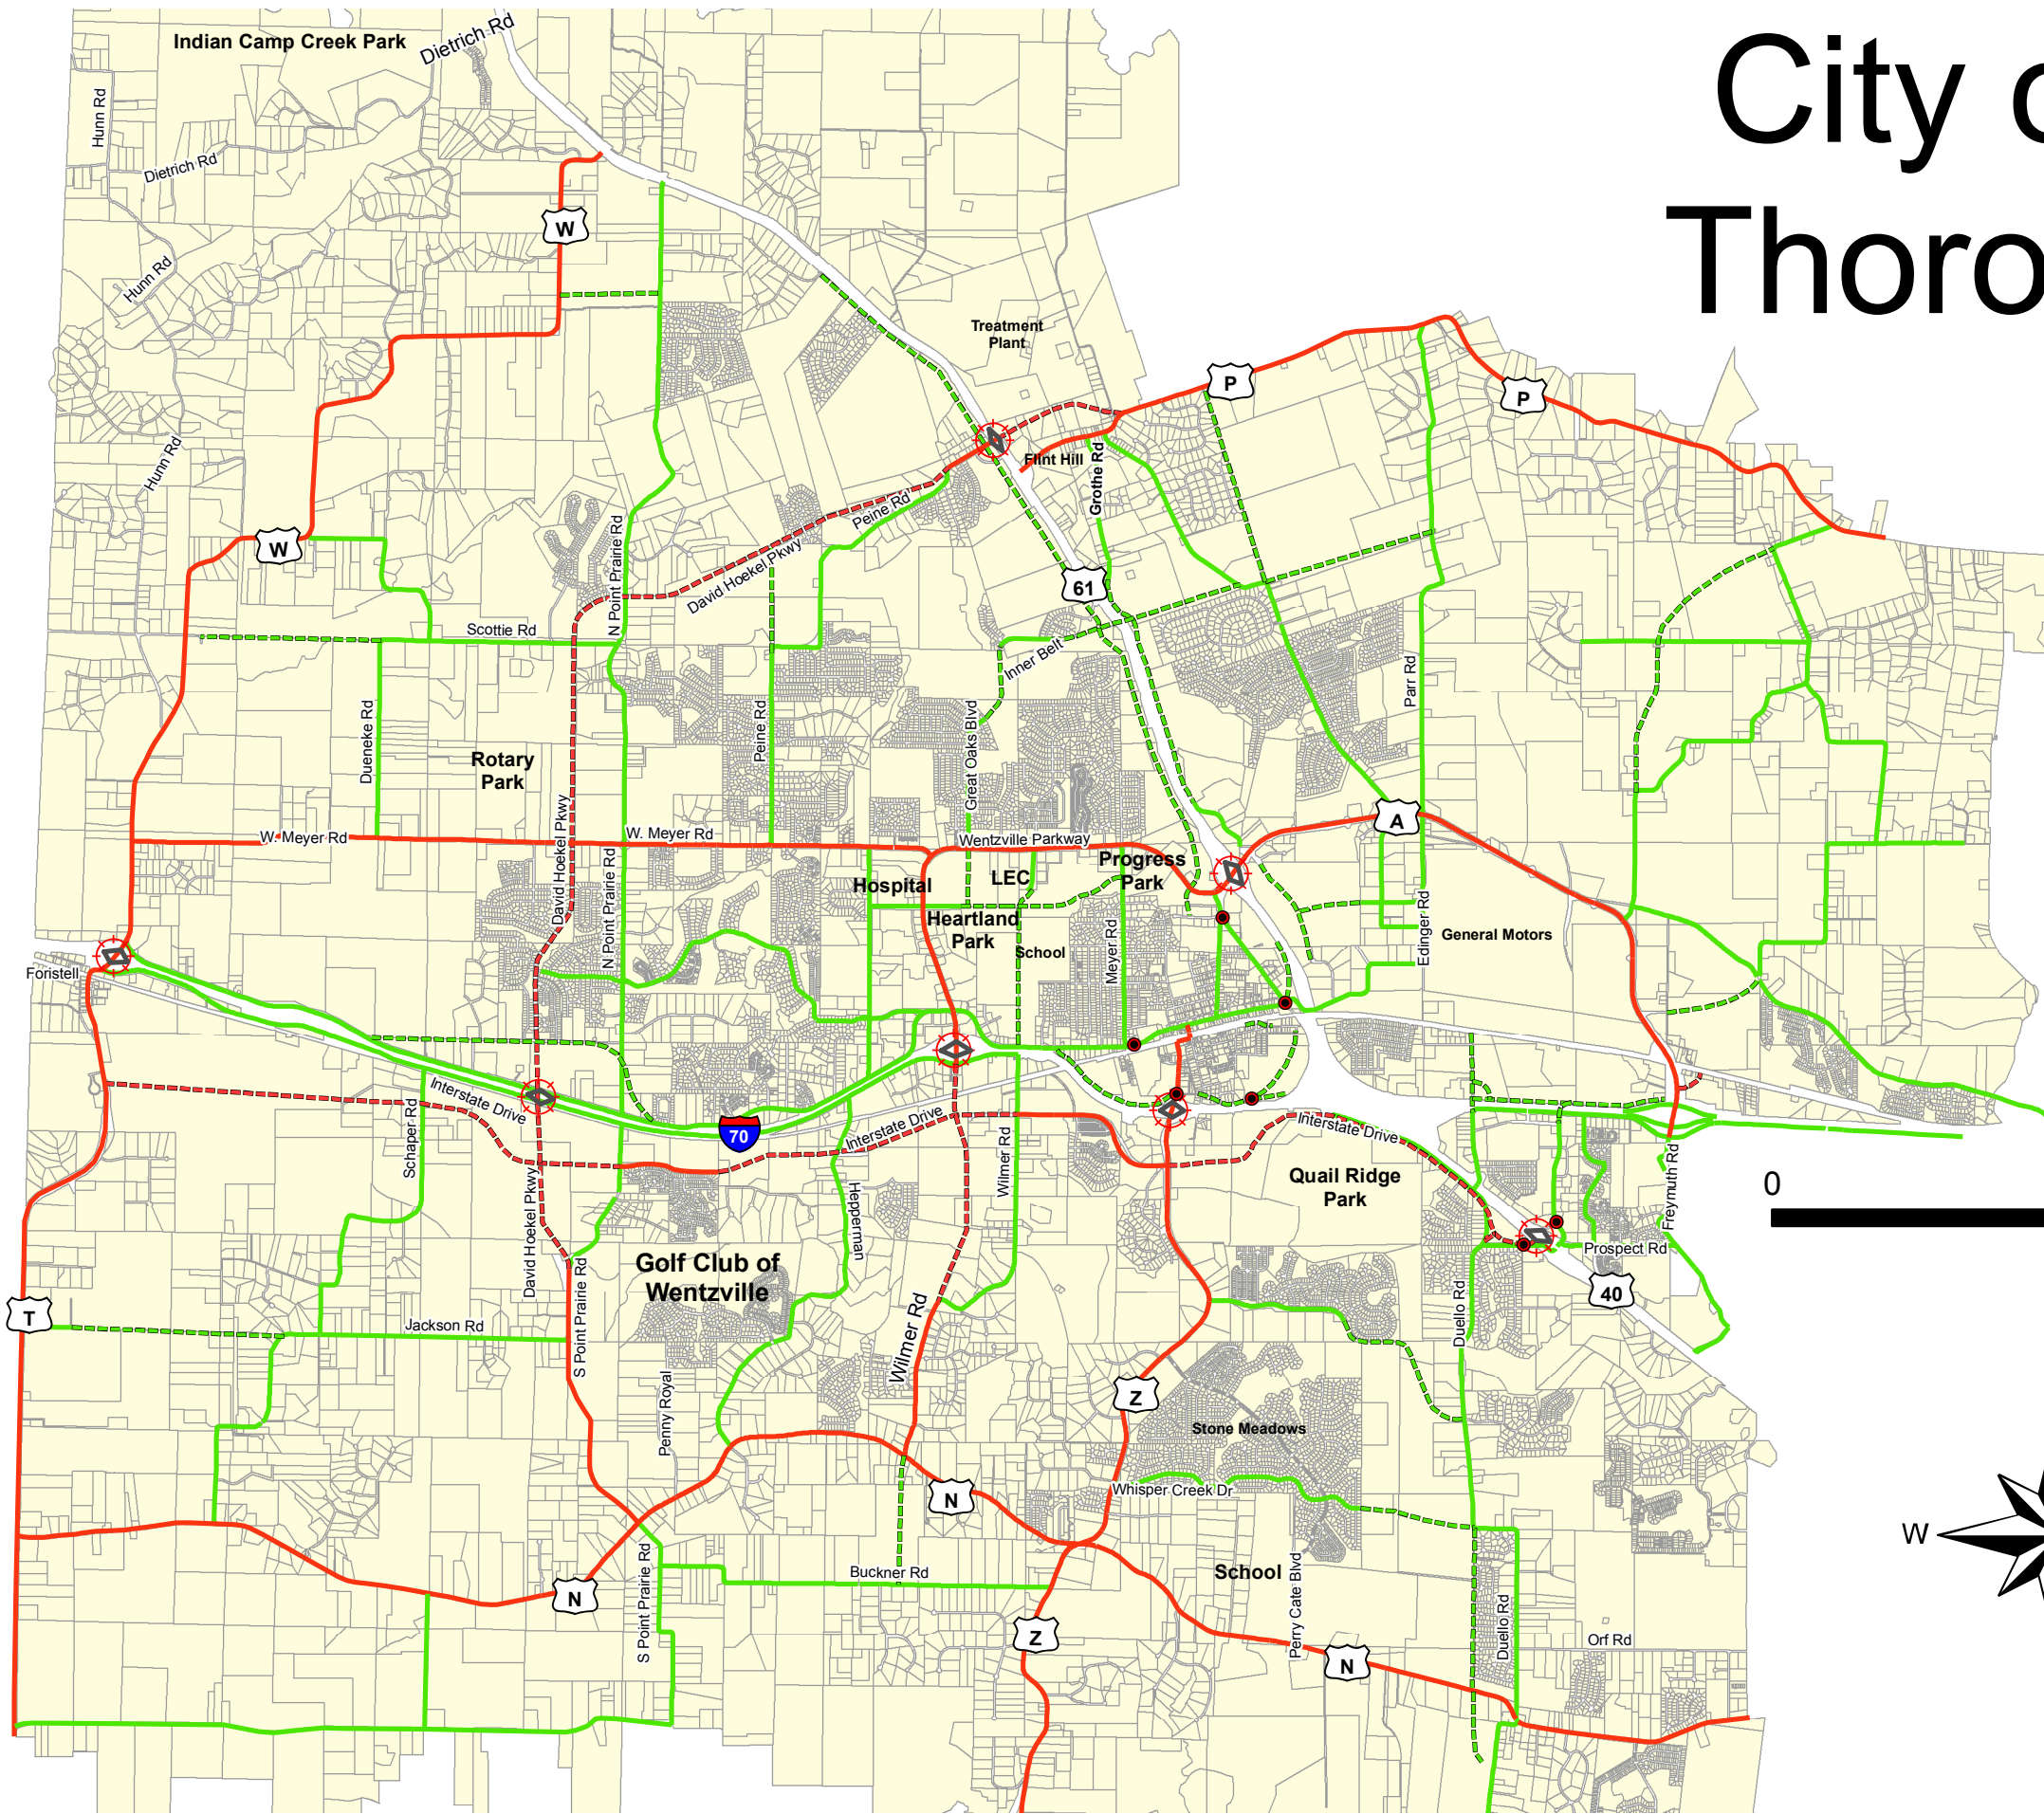 City
Thoro
Indian Camp Creek Park
Dietrich Rd
Hunn Rd
Dietrich Rd
W
Hunn Rd
Treatment
Plant
P
P
Hunn Rd
Flint Hill
Grothe Rd
Peine Rd
W
N Point Prairie Rd
David Hoekel Pkwy
61
Scottie Rd
Inner Belt
Parr Rd
Dueneke Rd
Rotary
Park
Peine Rd
Great Oaks Blvd
A
W. Meyer Rd
David Hoekel Pkwy
W. Meyer Rd
Wentzville Parkway
Progress
Park
Hospital
LEC
N Point Prairie Rd
Heartland
Park
School
Meyer Rd
Edinger Rd
General Motors
Foristell
Interstate Drive
Schaper Rd
70
Interstate Drive
Wilmer Rd
Interstate Drive
Quail Ridge
Park
0
Freymuth Rd
David Hoekel Pkwy
Hepperman
Golf Club of
Wentzville
Prospect Rd
40
T
Jackson Rd
S Point Prairie Rd
Wilmer Rd
Duello Rd
Penny Royal
Z
Stone Meadows
Whisper Creek Dr
N
W
N
S Point Prairie Rd
Buckner Rd
School
Perry Cate Blvd
Duello Rd
Z
Orf Rd
N